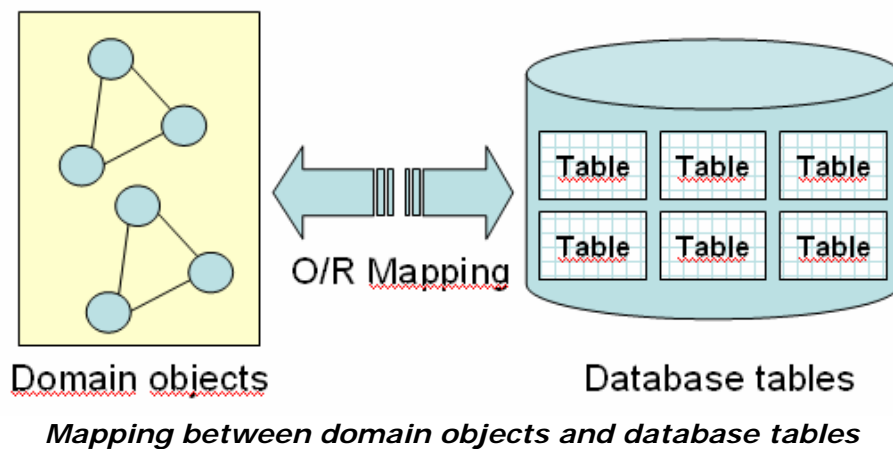 Table Table Table
Table Table Table
O/R Mapping
Domain objects
Database tables
Mapping between domain objects and database tables